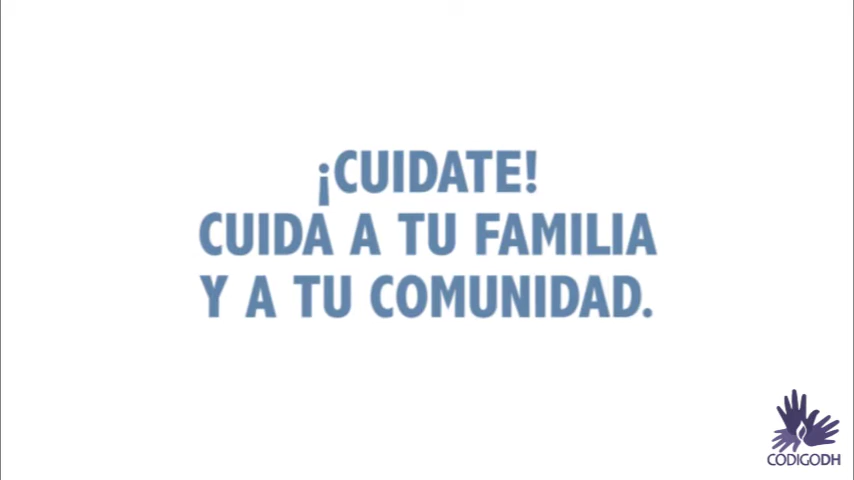 ¡CUIDATE!
CUIDA A TU FAMILIA
Y A TU COMUNIDAD.
CODIGODH